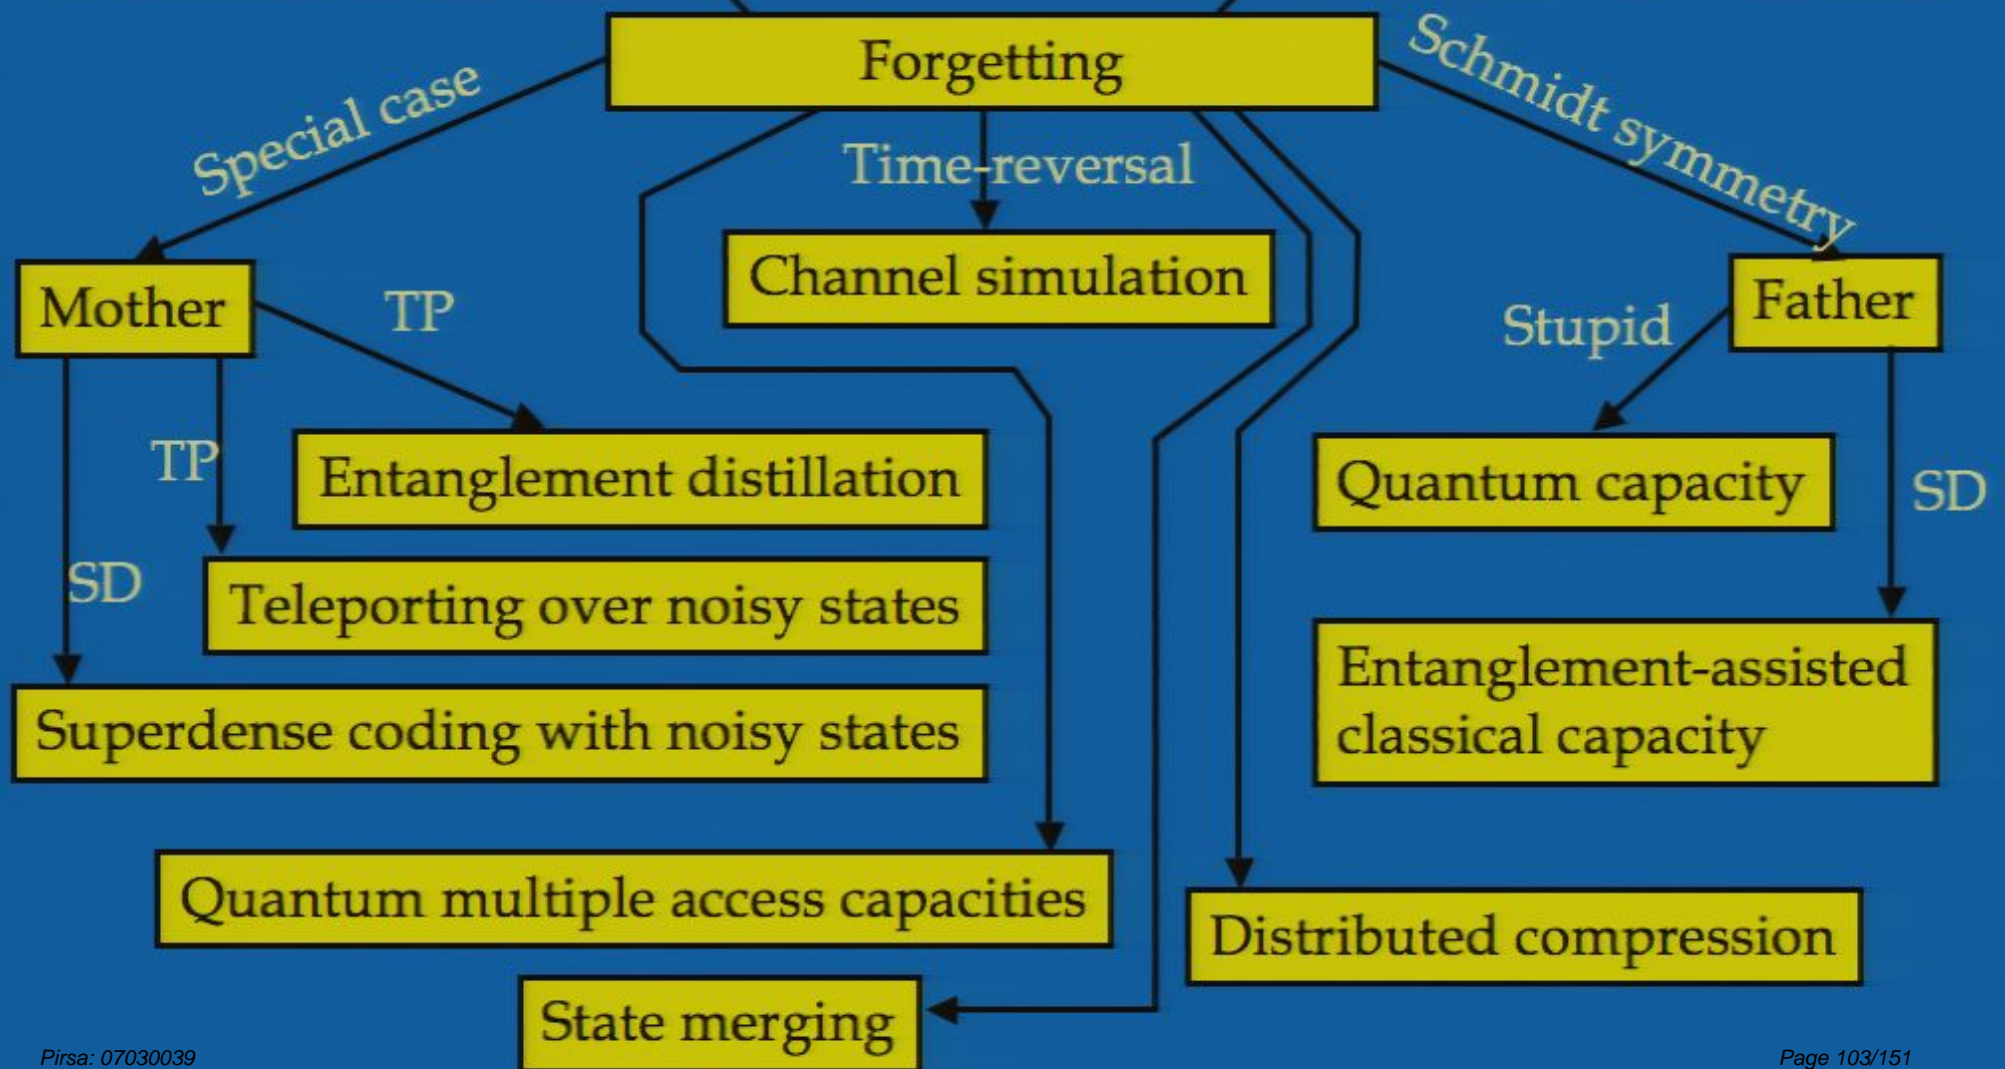 Forgetting
Special case
Schmidt symmetry
Time-reversal
Channel simulation
Mother
TP
Father
Stupid
TP
Entanglement distillation
Quantum capacity
SD
SD
Teleporting over noisy states
Entanglement-assisted
classical capacity
Superdense coding with noisy states
Quantum multiple access capacities
Distributed compression
State merging
Pirsa: 07030039
Page 103/151